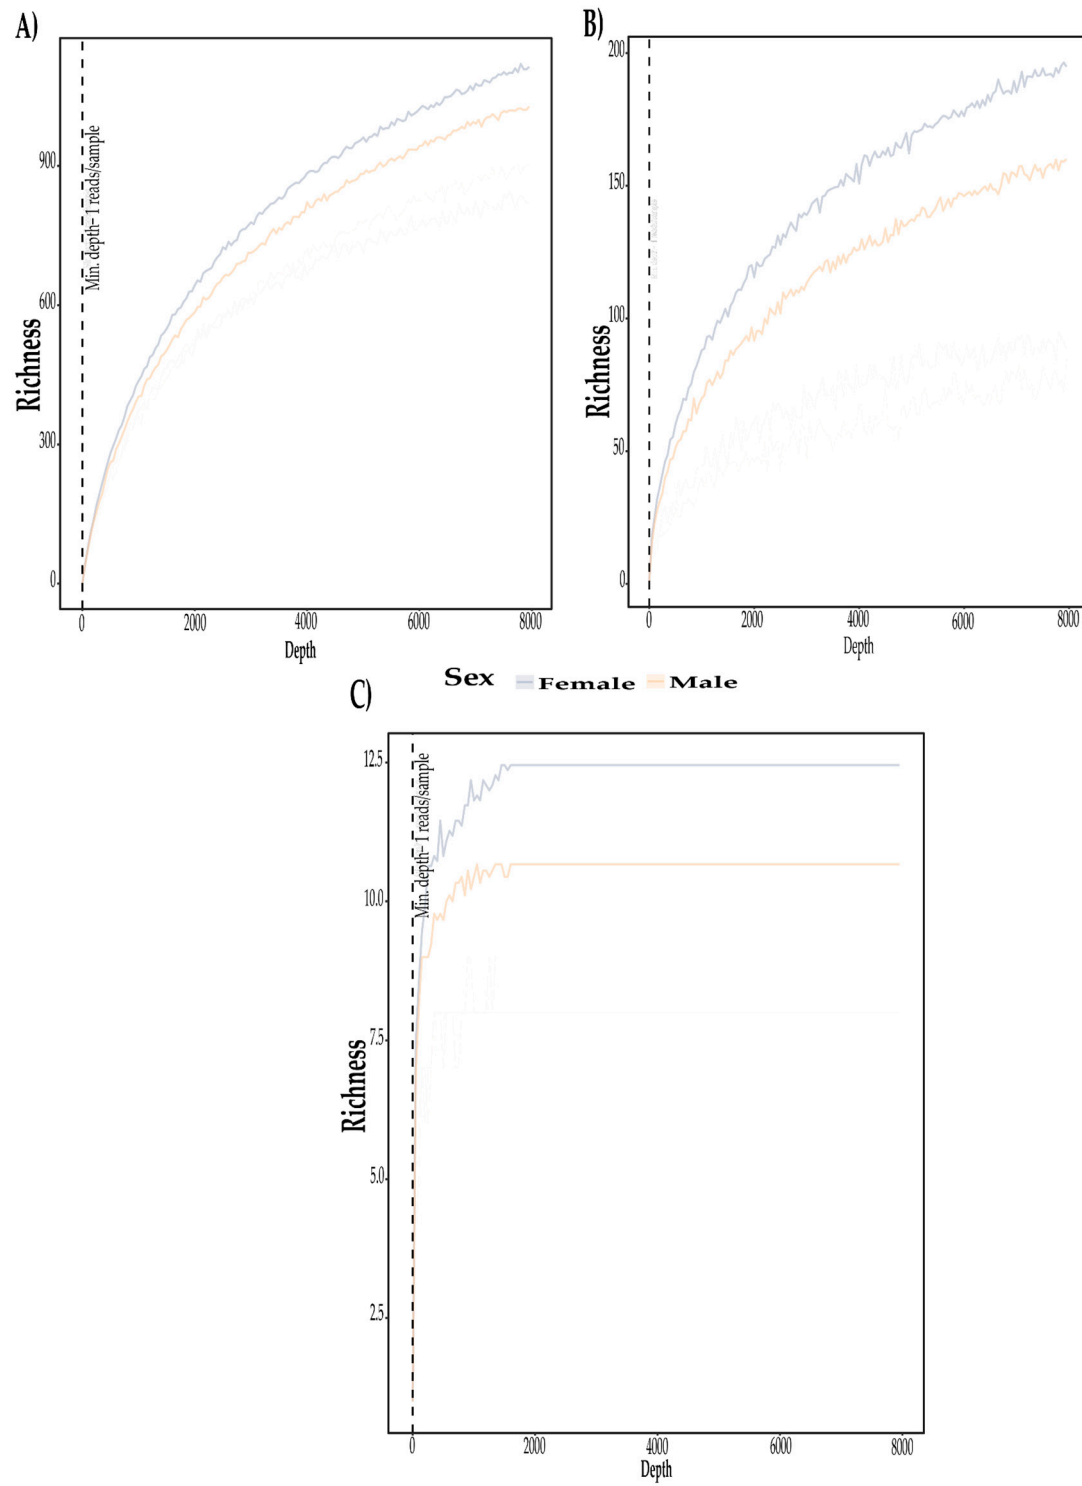 A)
Richness
900
600
300
0
Min. depth- 1 reads/sample
0 2000 4000 6000 8000
Depth
B)
Richness
200
150
100
50
0
0 2000 4000 6000 8000
Depth
Sex Female Male
C)
Richness
12.5
10.0
7.5
5.0
2.5
Min. depth- 1 reads/sample
0 2000 4000 6000 8000
Depth